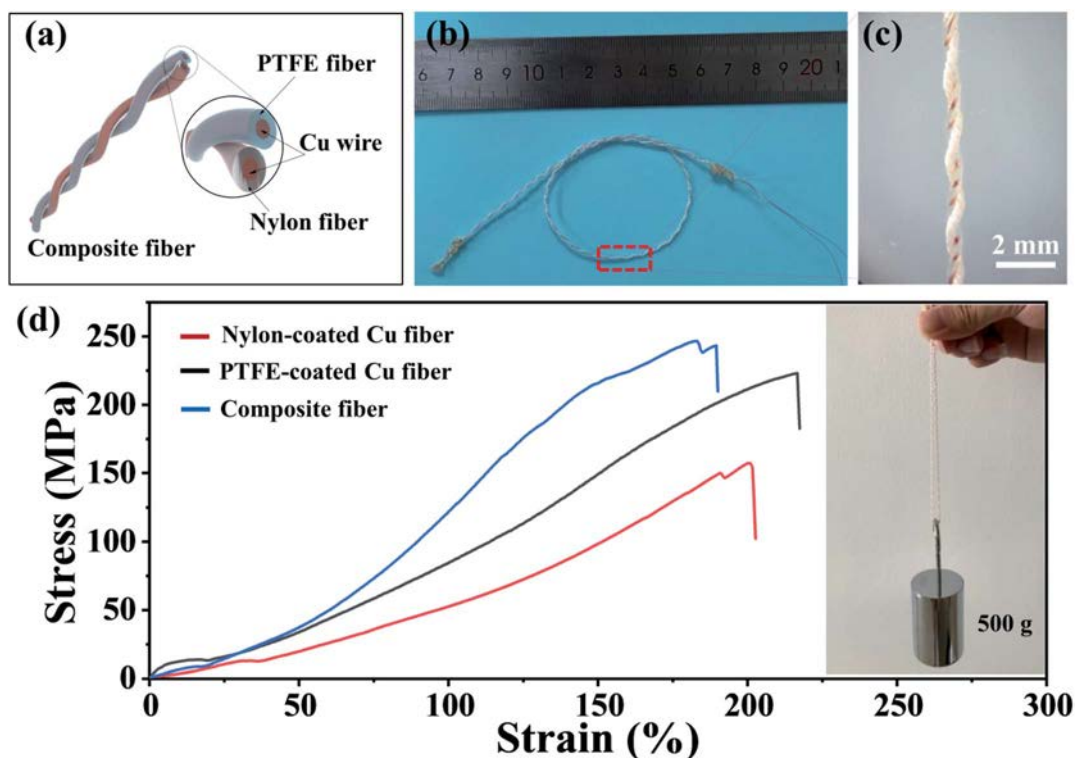 (a)
PTFE fiber
Cu wire
Nylon fiber
Composite fiber
(b)
6 7 8 9 10 1 2 3 4 5 6 7 8 9 20 1
(c)
2 mm
(d)
Nylon-coated Cu fiber
PTFE-coated Cu fiber
Composite fiber
500 g
Stress (MPa)
250
200
150
100
50
0
0 50 100 150 200 250 300
Strain (%)